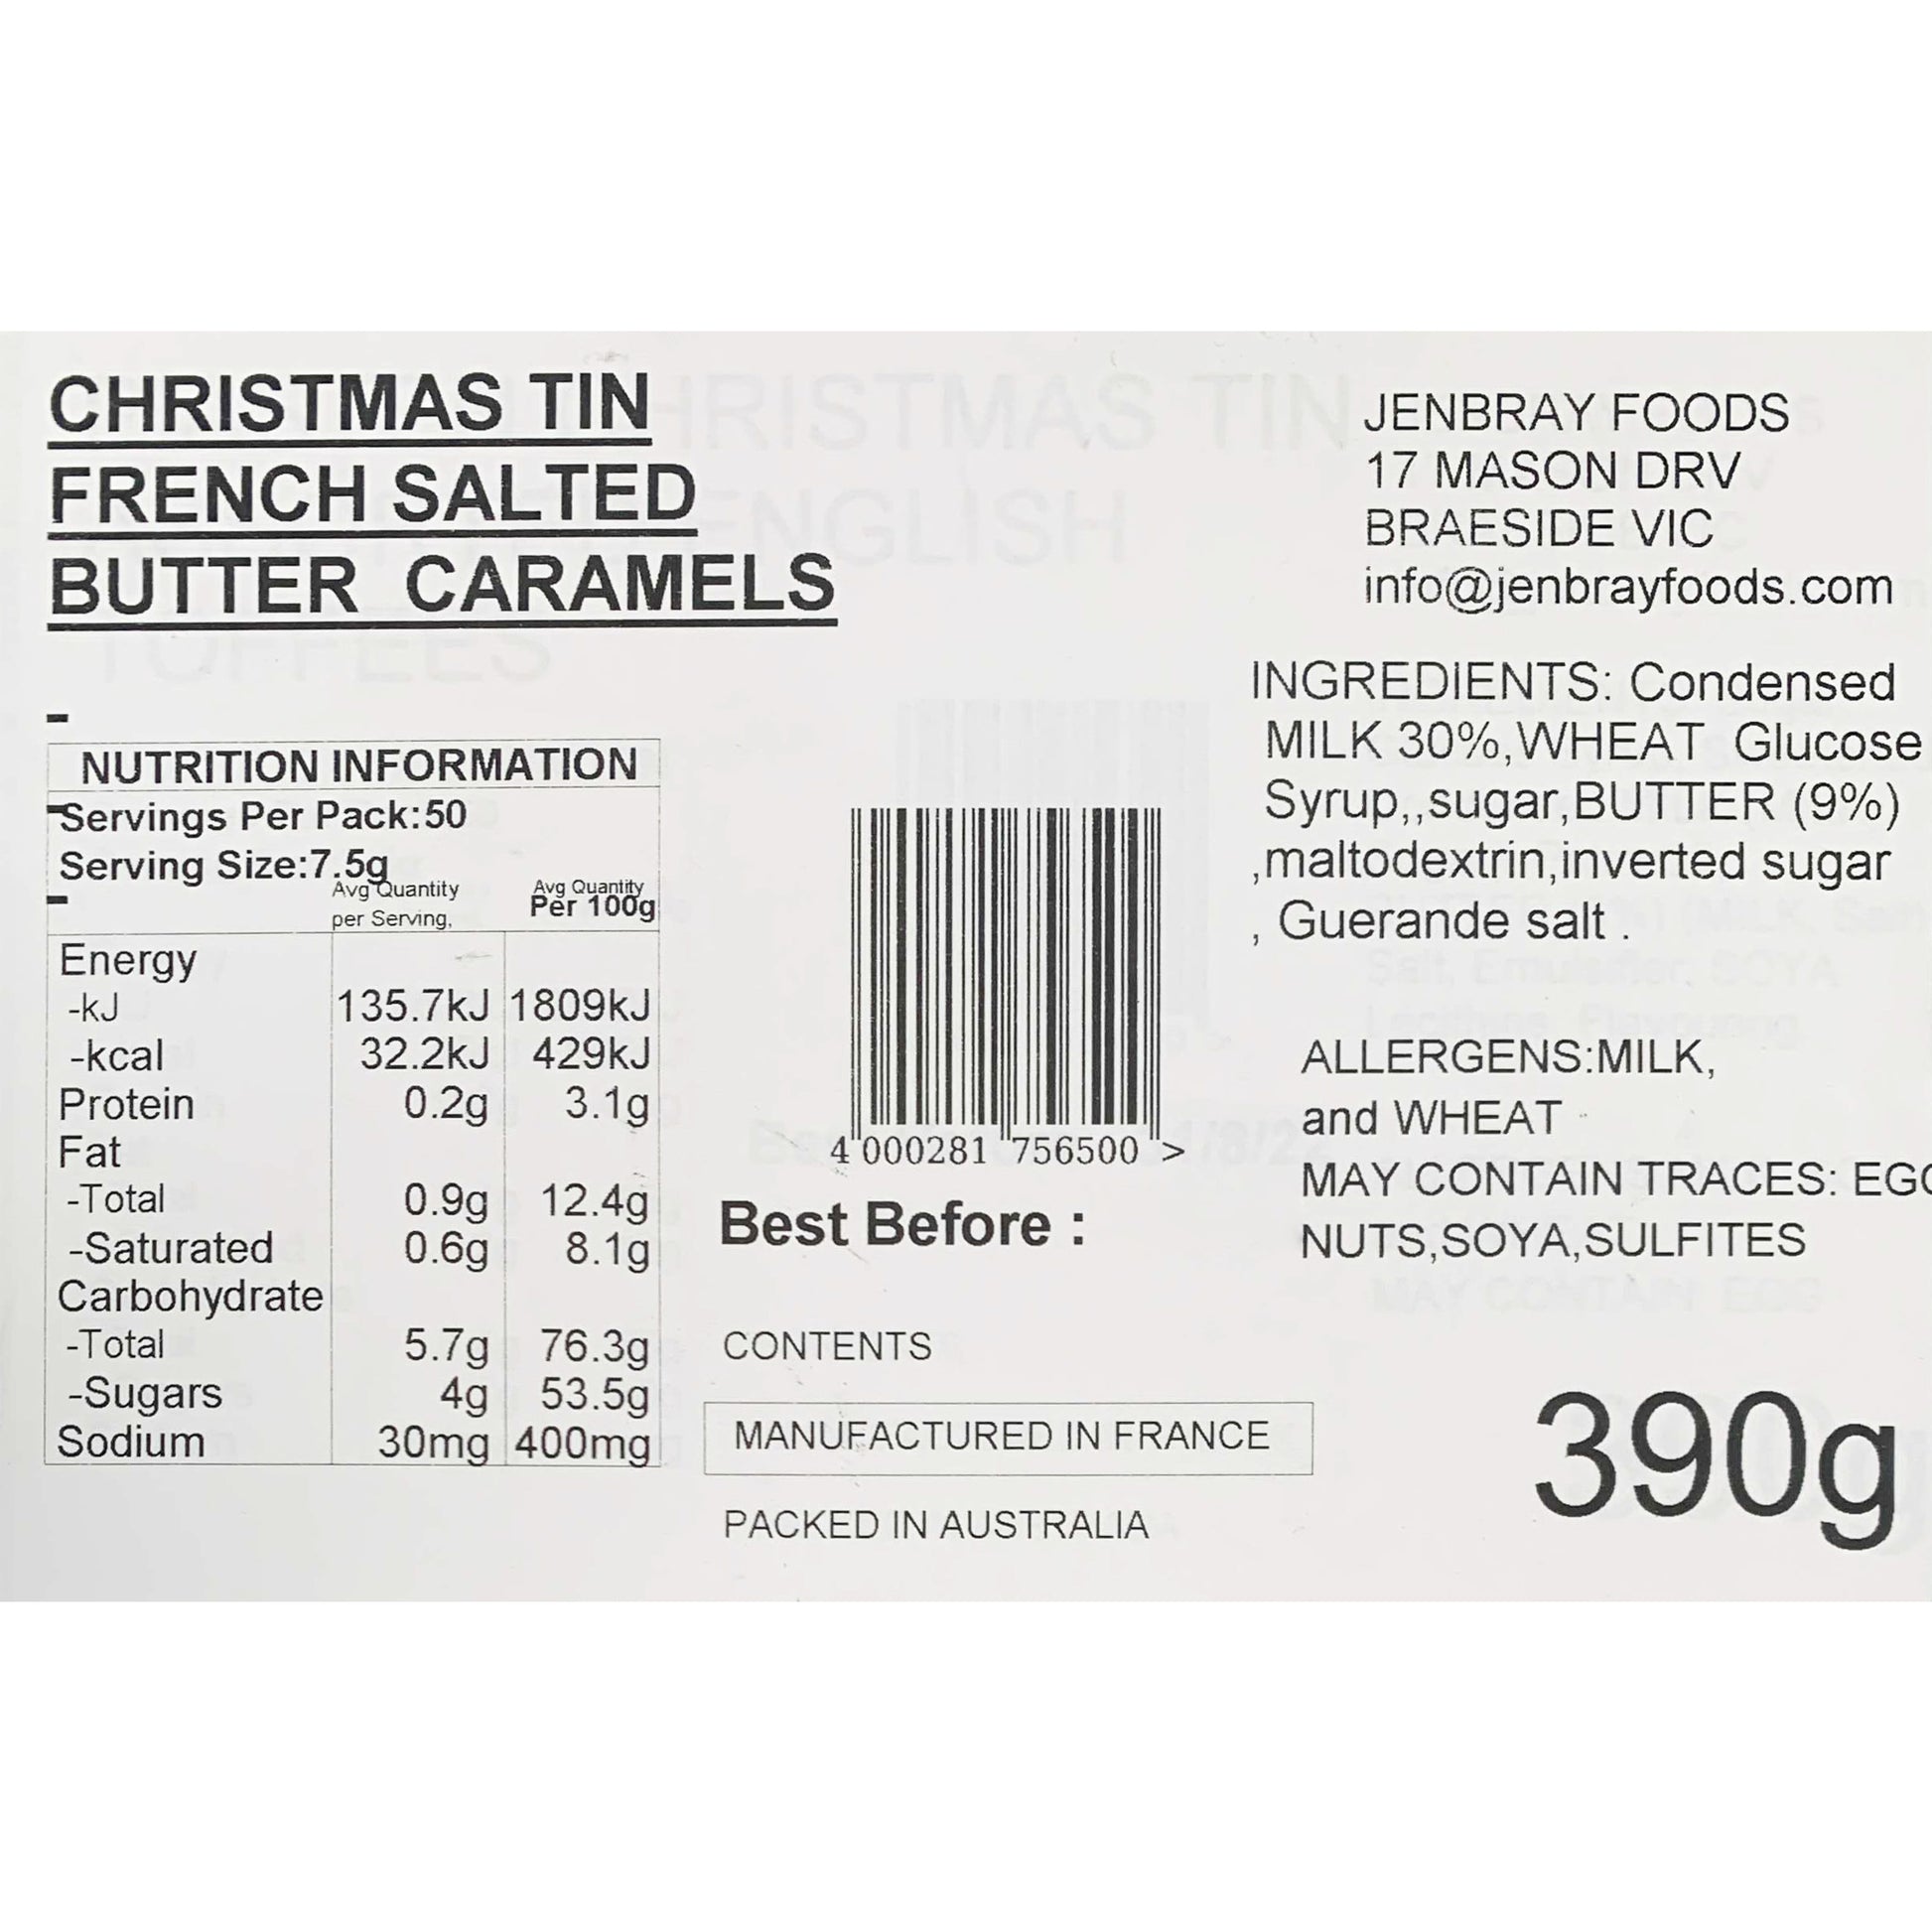 CHRISTMAS TIN
FRENCH SALTED
BUTTER CARAMELS
NUTRITION INFORMATION
Servings Per Pack:50
Serving Size:7.5g
Avg Quantity per Serving, Avg Quantity Per 100g
Energy
-kJ 135.7kJ 1809kJ
-kcal 32.2kJ 429kJ
Protein 0.2g 3.1g
Fat
-Total 0.9g 12.4g
-Saturated 0.6g 8.1g
Carbohydrate
-Total 5.7g 76.3g
-Sugars 4g 53.5g
Sodium 30mg 400mg
4 000281 756500 >
Best Before :
CONTENTS
MANUFACTURED IN FRANCE
PACKED IN AUSTRALIA
JENBRAY FOODS
17 MASON DRV
BRAESIDE VIC
info@jenbrayfoods.com
INGREDIENTS: Condensed
MILK 30%,WHEAT Glucose
Syrup,,sugar,BUTTER (9%)
,maltodextrin,inverted sugar
, Guerande salt .
ALLERGENS:MILK,
and WHEAT
MAY CONTAIN TRACES:
NUTS,SOYA,SULFITES
390g